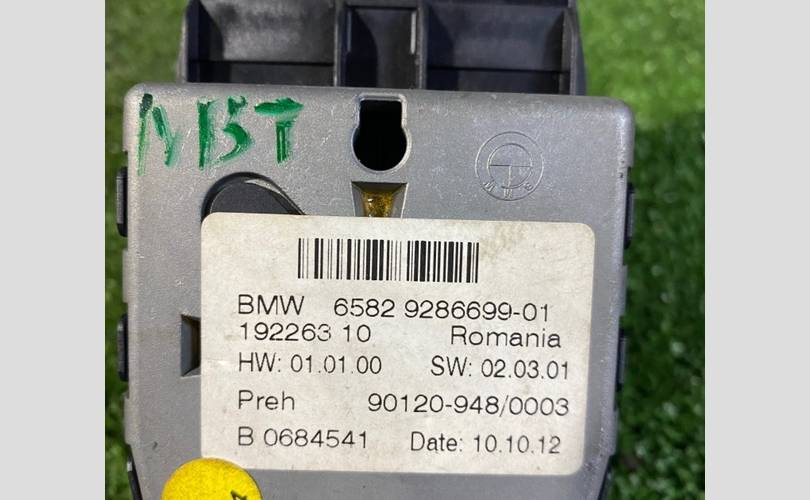 NBT
BMW 6582 9286699-01
192263 10 Romania
HW: 01.01.00 SW: 02.03.01
Preh 90120-948/0003
B 0684541 Date: 10.10.12